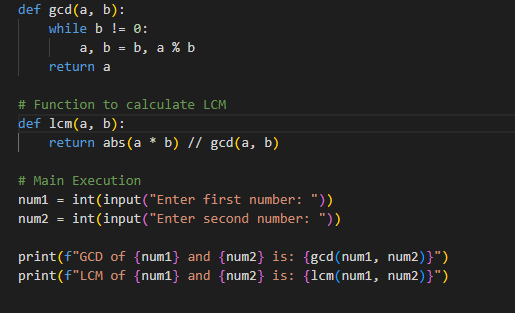 def gcd(a, b):
    while b != 0:
        a, b = b, a % b
    return a

# Function to calculate LCM
def lcm(a, b):
    return abs(a * b) // gcd(a, b)

# Main Execution
num1 = int(input("Enter first number: "))
num2 = int(input("Enter second number: "))

print(f"GCD of {num1} and {num2} is: {gcd(num1, num2)}")
print(f"LCM of {num1} and {num2} is: {lcm(num1, num2)}")